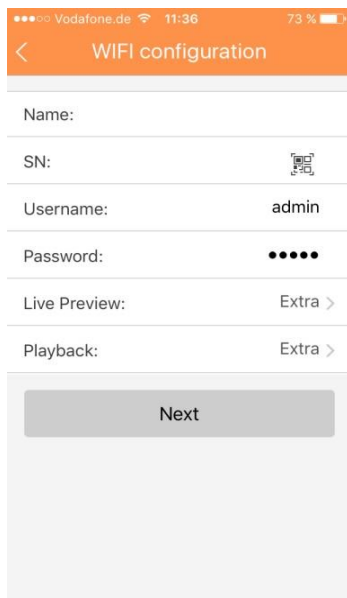 Vodafone.de 11:36 73 %
WIFI configuration
Name:
SN:
Username: admin
Password: •••••
Live Preview: Extra
Playback: Extra
Next